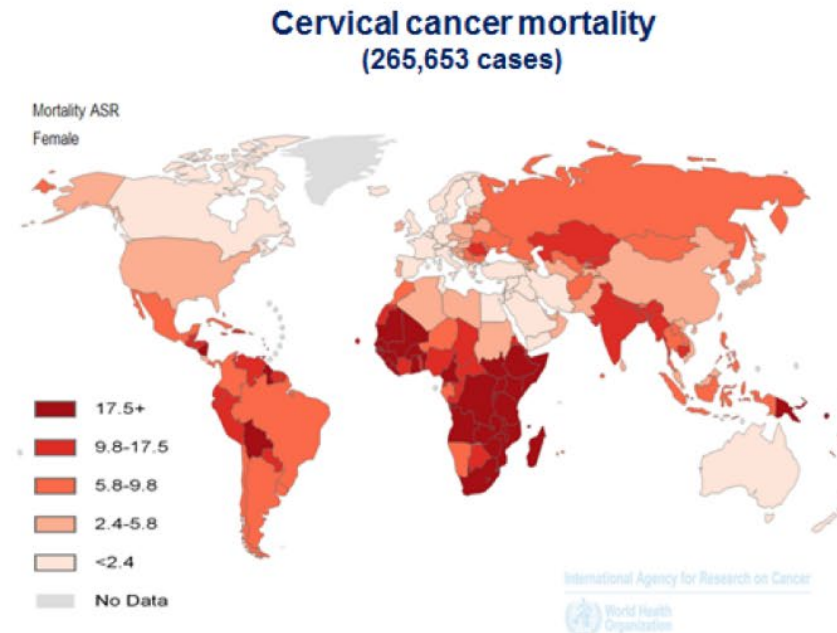 Cervical cancer mortality
(265,653 cases)
Mortality ASR
Female
17.5+
9.8-17.5
5.8-9.8
2.4-5.8
<2.4
No Data
International Agency for Research on Cancer
World Health
Organization